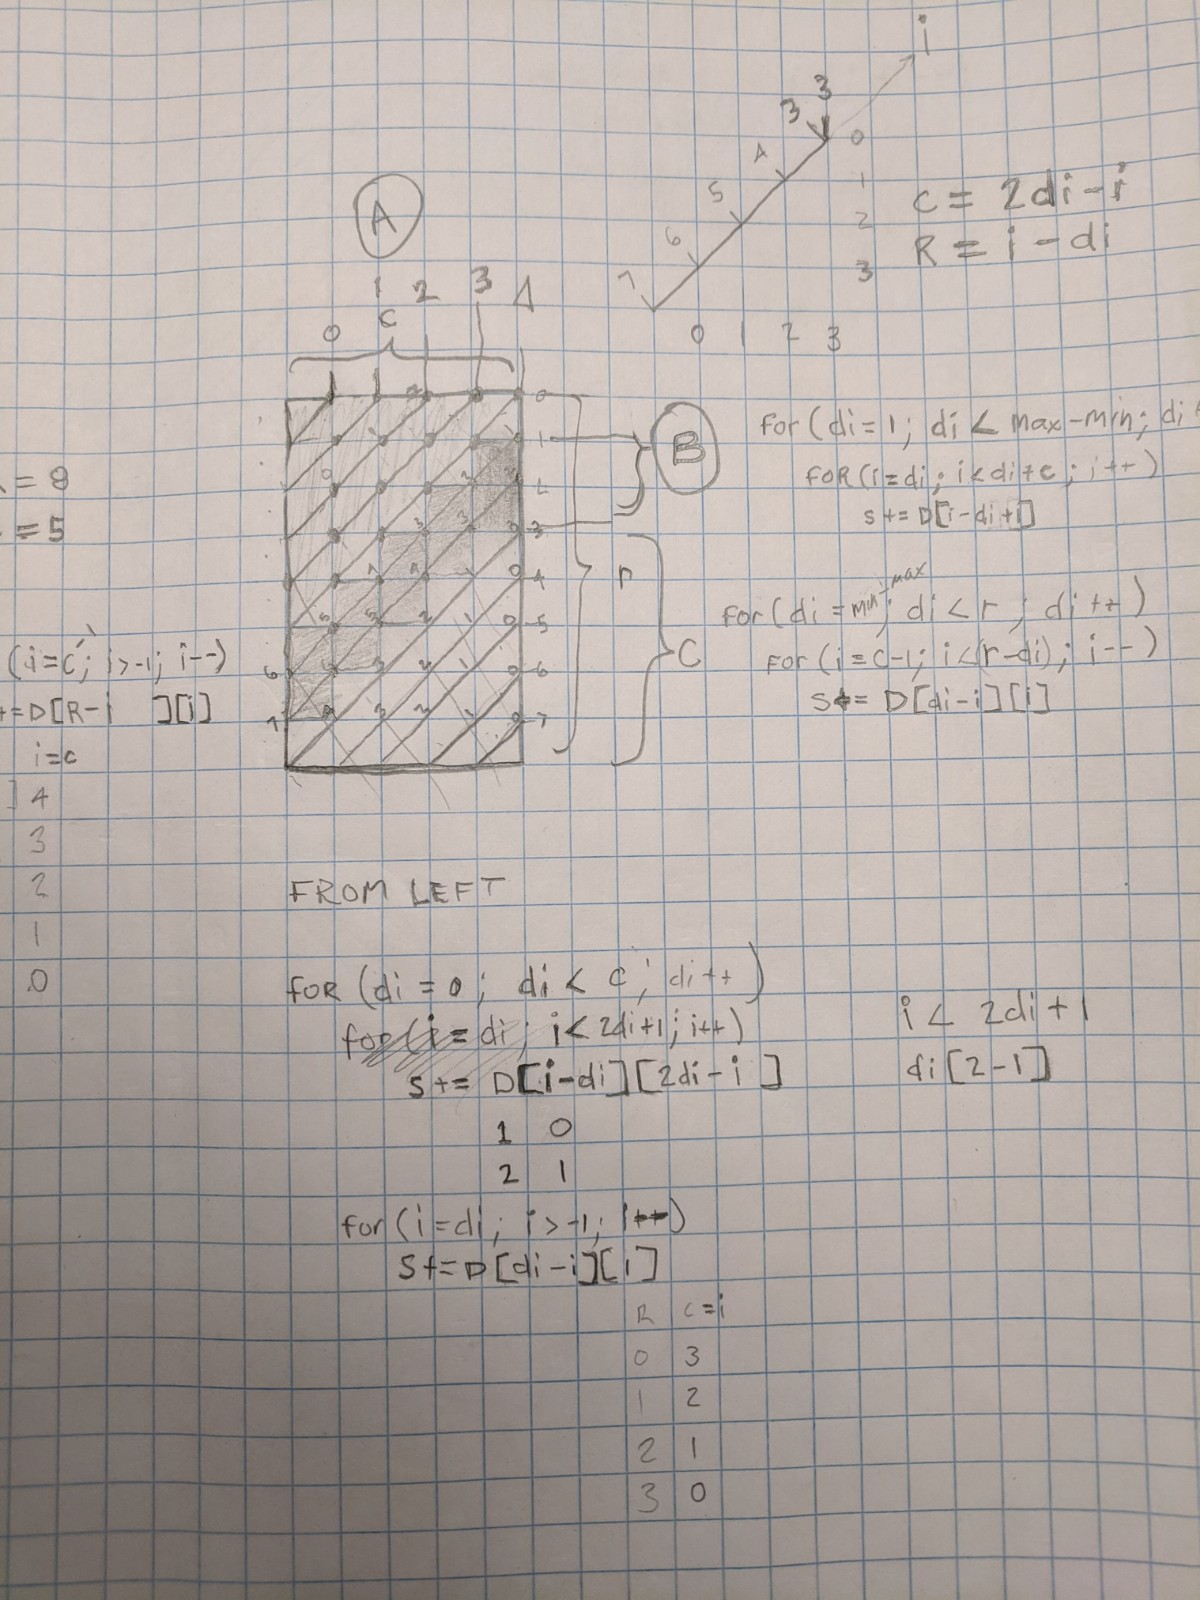 i
3
3
0
4
1
5
2
6
3
7
0 1 2 3
C = 2di-i
R = i-di
A
1 2 3 4
0 C
0
1
2
3
4
5
6
7
r
B
C
6
7
for (di=1; di < max-min; di
FOR (i=di; i<di+c; i++)
S+= D[i-di+i]
for (di=min-max; di<r; di++)
for (i=C-1; i<(r-di); i--)
S+= D[di-i][i]
= 8
= 5
(i=C; i>-1; i--)
+=D[R-i ][i]
i=c
] 4
3
2
1
0
FROM LEFT
for (di = 0; di < C; di++)
for (i= di; i< 2di+1; i++)
S += D[i-di][2di-i ]
1 0
2 1
i < 2di+1
di[2-1]
for (i=di; i>-1; i++)
S+=D[di-i][i]
R C=i
0 3
1 2
2 1
3 0